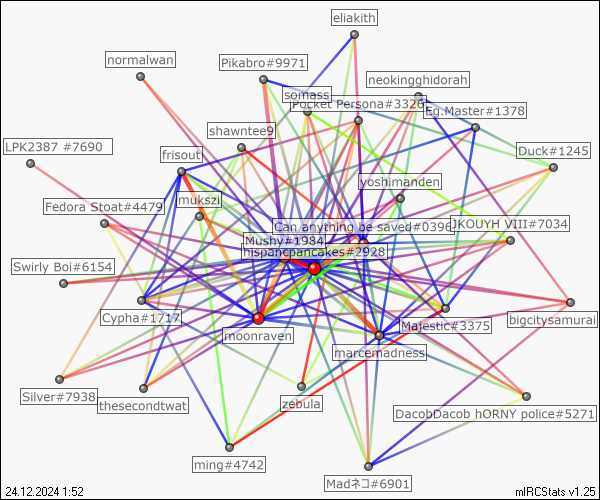 eliakith
normalwan
Pikabro#9971
neokingghidorah
somass
Pocket Persona#3326
Eg.Master#1378
shawntee9
LPK2387 #7690
frisout
Duck#1245
yoshimanden
mukszi
Fedora Stoat#4479
Can anything be saved#0396
JKOUYH VIII#7034
Mushy#1984
hispancpancakes#2928
Swirly Boi#6154
Cypha#1717
moonraven
Majestic#3375
bigcitysamurai
marcemadness
Silver#7938
thesecondtwat
zebula
DacobDacob hORNY police#5271
ming#4742
Madネコ#6901
24.12.2024 1:52
mIRCStats v1.25